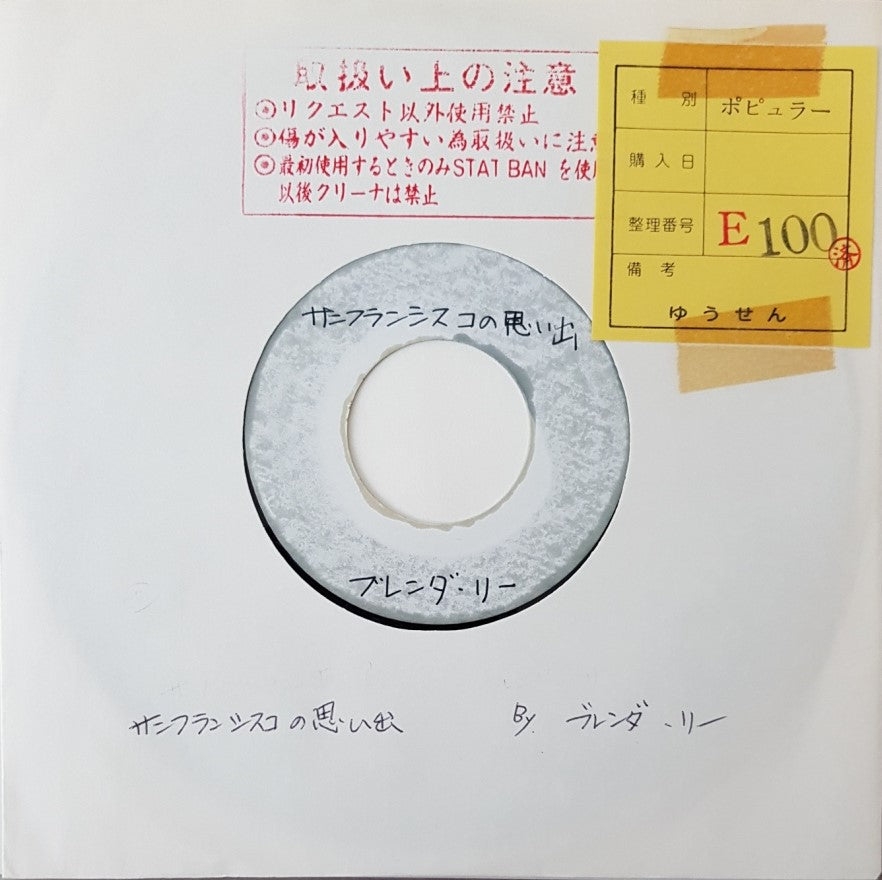 取扱い上の注意
◉リクエスト以外使用禁止
◉傷が入りやすい為取扱いに注意
◉最初使用するときのみSTAT BAN を使
以後クリーナは禁止
種別 ポピュラー
購入日
整理番号 E100 済
備考
ゆうせん
サンフランシスコの思い出
ブレンダ・リー
サンフランシスコの思い出 By ブレンダ・リー